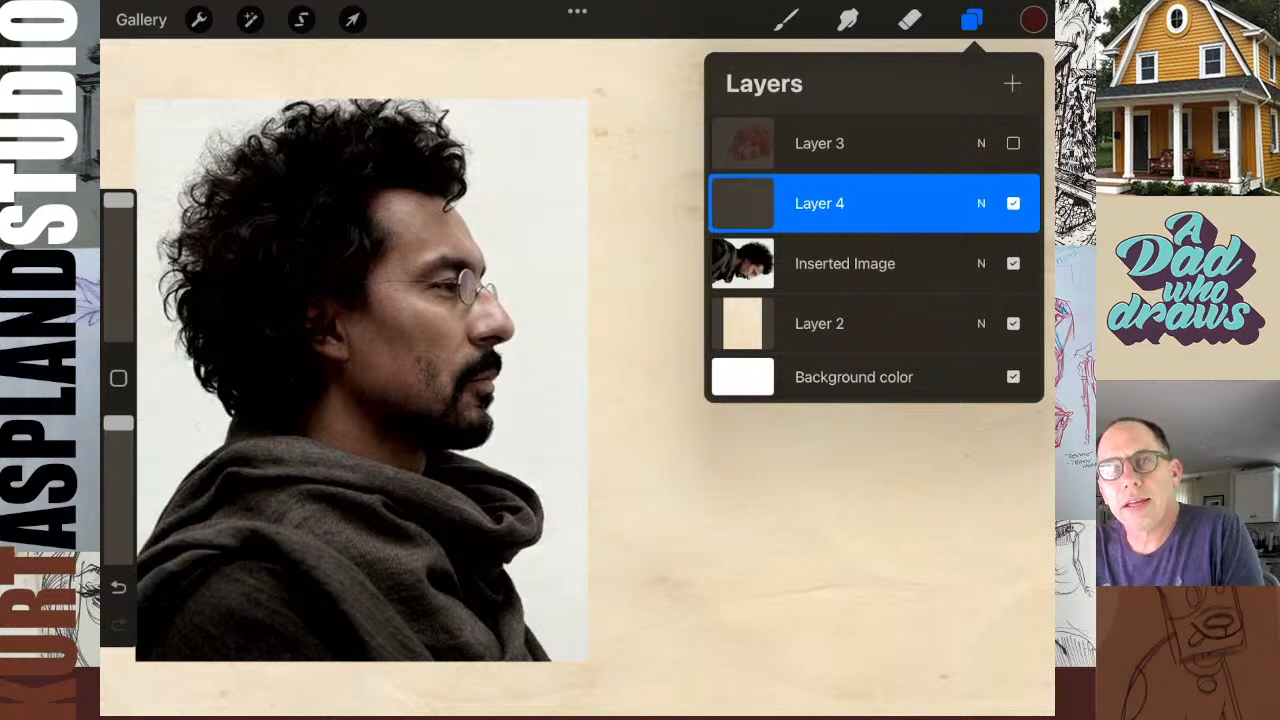 KURT ASPLAND STUDIO
Gallery
Layers
Layer 3 N
Layer 4 N
Inserted Image N
Layer 2 N
Background color
A
Dad
who
draws